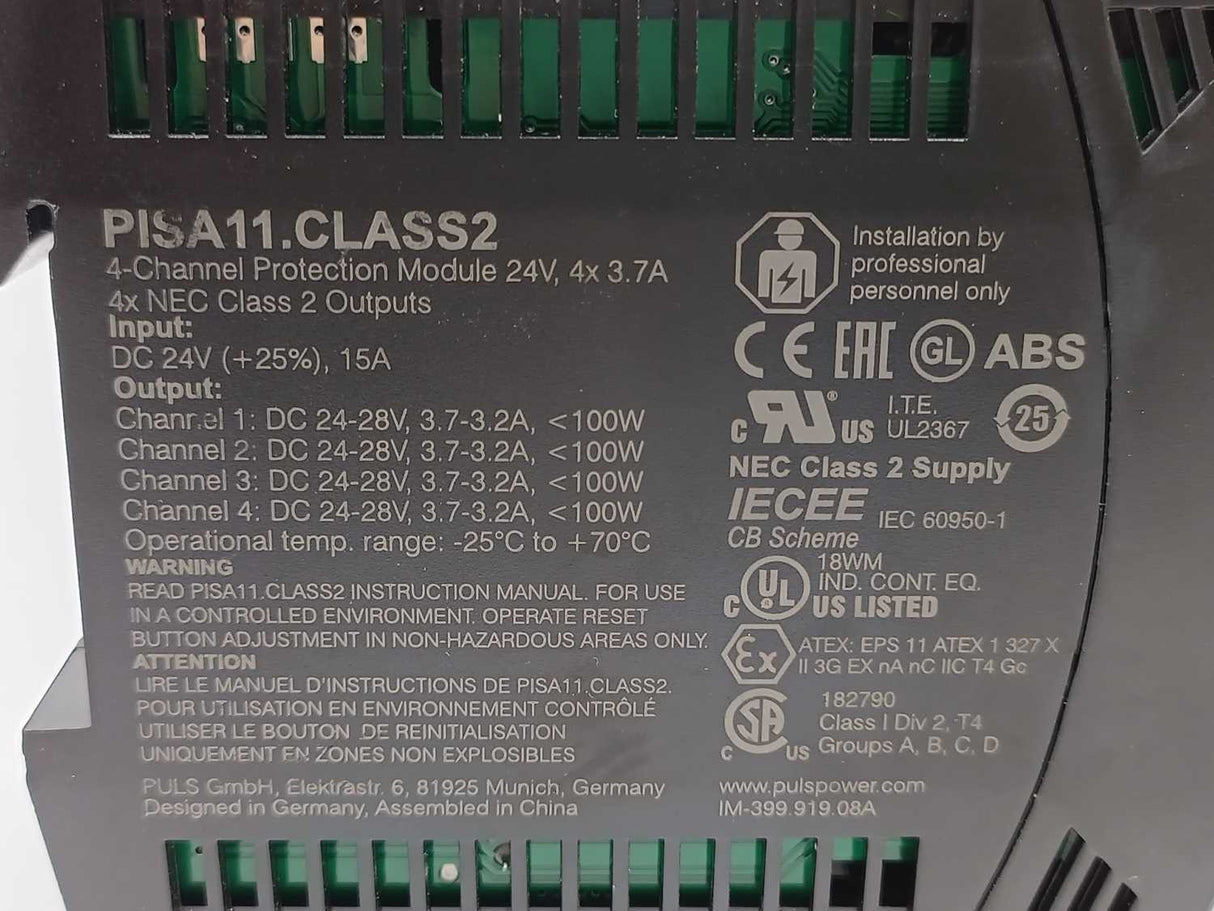 PISA11.CLASS2
4-Channel Protection Module 24V, 4x 3.7A
4x NEC Class 2 Outputs
Input:
DC 24V (+25%), 15A
Output:
Channel 1: DC 24-28V, 3.7-3.2A, <100W
Channel 2: DC 24-28V, 3.7-3.2A, <100W
Channel 3: DC 24-28V, 3.7-3.2A, <100W
Channel 4: DC 24-28V, 3.7-3.2A, <100W
Operational temp. range: -25°C to +70°C
WARNING
READ PISA11.CLASS2 INSTRUCTION MANUAL. FOR USE
IN A CONTROLLED ENVIRONMENT. OPERATE RESET
BUTTON ADJUSTMENT IN NON-HAZARDOUS AREAS ONLY.
ATTENTION
LIRE LE MANUEL D'INSTRUCTIONS DE PISA11.CLASS2.
POUR UTILISATION EN ENVIRONNEMENT CONTRÔLÉ
UTILISER LE BOUTON DE REINITIALISATION
UNIQUEMENT EN ZONES NON EXPLOSIBLES
PULS GmbH, Elektrastr. 6, 81925 Munich, Germany
Designed in Germany, Assembled in China
Installation by
professional
personnel only
CE EAC GL ABS
c RU ® US I.T.E.
UL2367
25
NEC Class 2 Supply
IECEE IEC 60950-1
CB Scheme
18WM
IND. CONT. EQ.
C UL ® US LISTED
Ex ATEX: EPS 11 ATEX 1 327 X
II 3G EX nA nC IIC T4 Gc
182790
Class I Div 2, T4
C SA US Groups A, B, C, D
www.pulspower.com
IM-399.919.08A